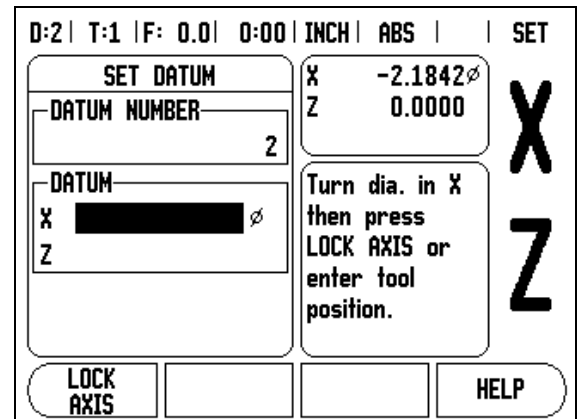 D:2| T:1 |F: 0.0| 0:00| INCH| ABS | | SET
SET DATUM
DATUM NUMBER
2
DATUM
X ø
Z
X -2.1842ø
Z 0.0000
Turn dia. in X
then press
LOCK AXIS or
enter tool
position.
X
Z
LOCK
AXIS
HELP